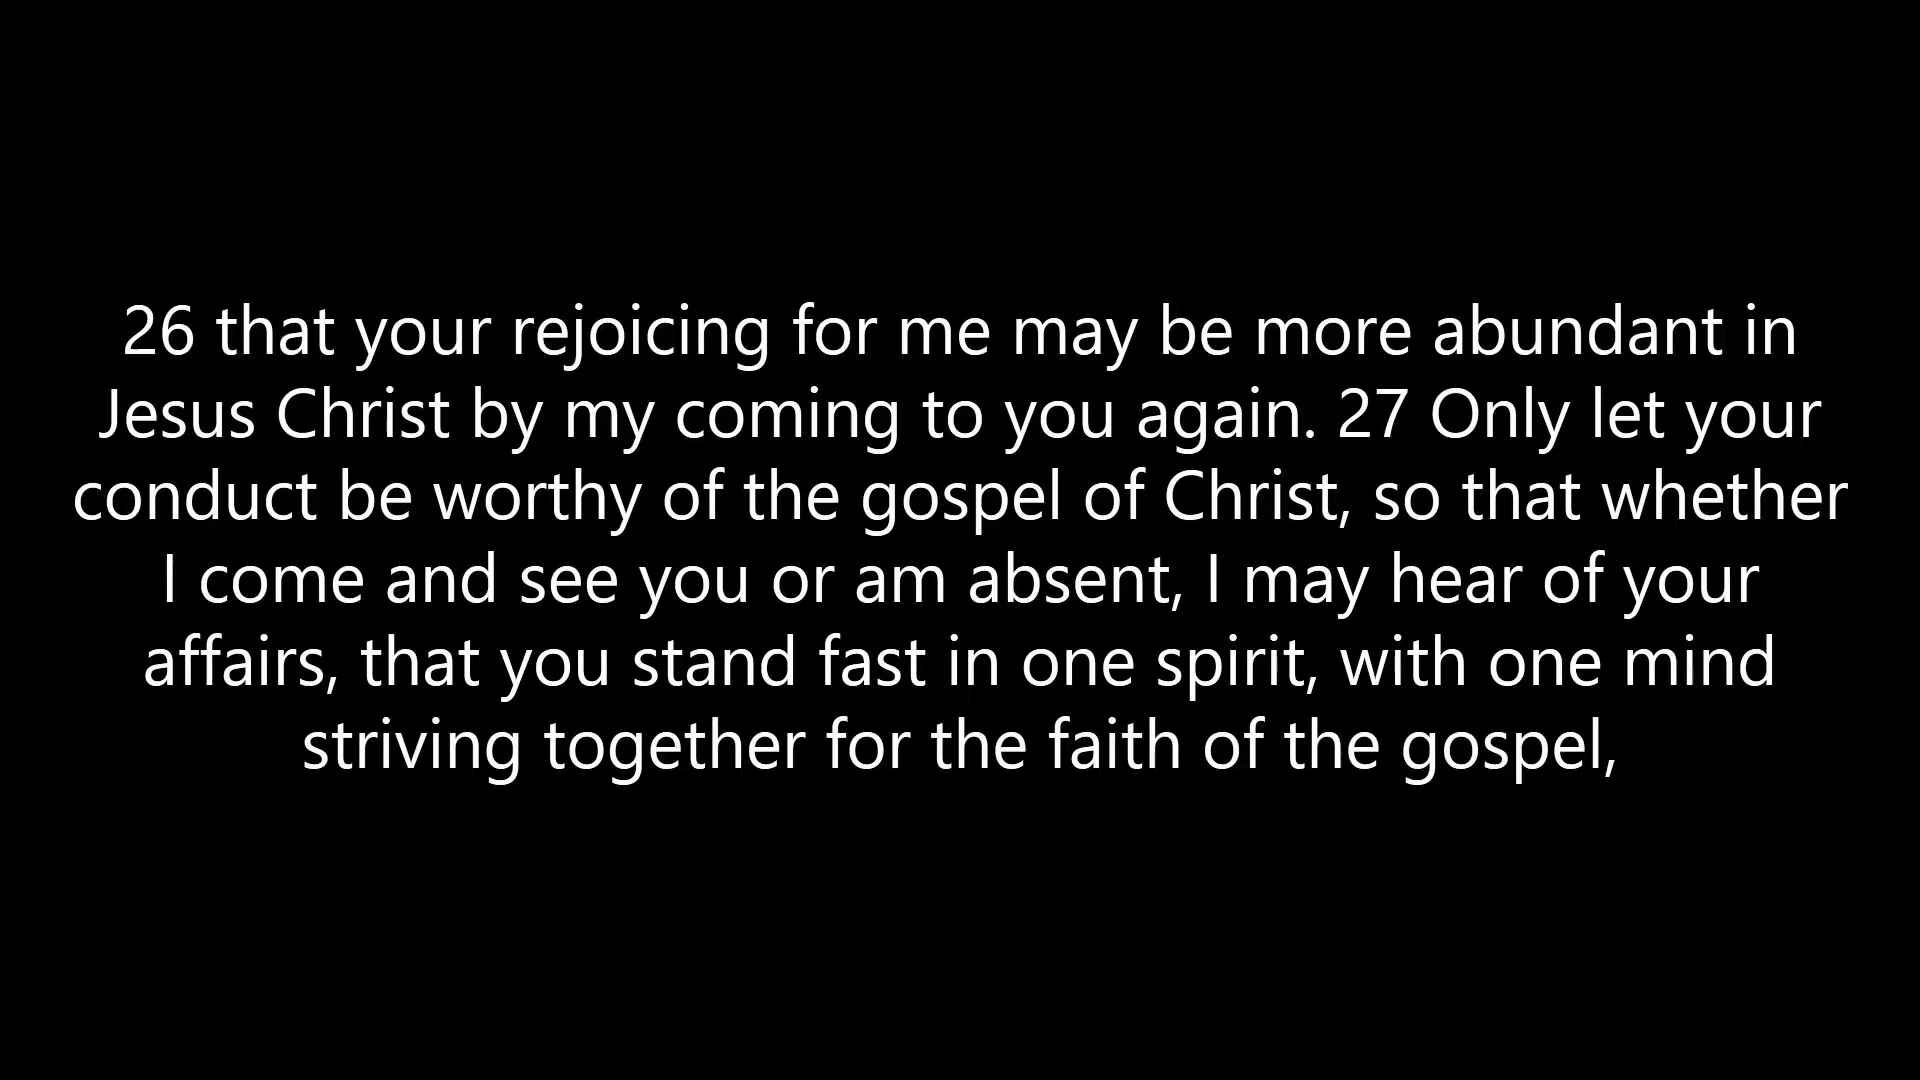 26 that your rejoicing for me may be more abundant in
Jesus Christ by my coming to you again. 27 Only let your
conduct be worthy of the gospel of Christ, so that whether
I come and see you or am absent, I may hear of your
affairs, that you stand fast in one spirit, with one mind
striving together for the faith of the gospel,